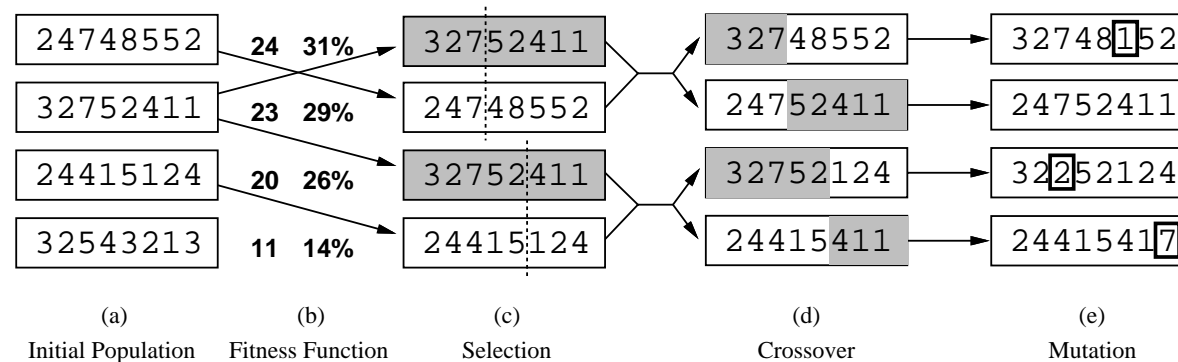 24748552 24 31% 32752411 32748552 32748152
32752411 23 29% 24748552 24752411 24752411
24415124 20 26% 32752411 32752124 32252124
32543213 11 14% 24415124 24415411 24415417
(a) (b) (c) (d) (e)
Initial Population Fitness Function Selection Crossover Mutation